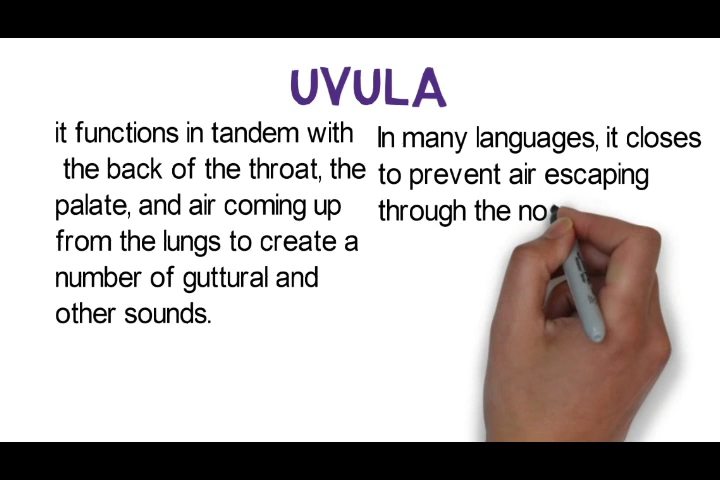 UVULA
it functions in tandem with
the back of the throat, the
palate, and air coming up
from the lungs to create a
number of guttural and
other sounds.
In many languages, it closes
to prevent air escaping
through the no